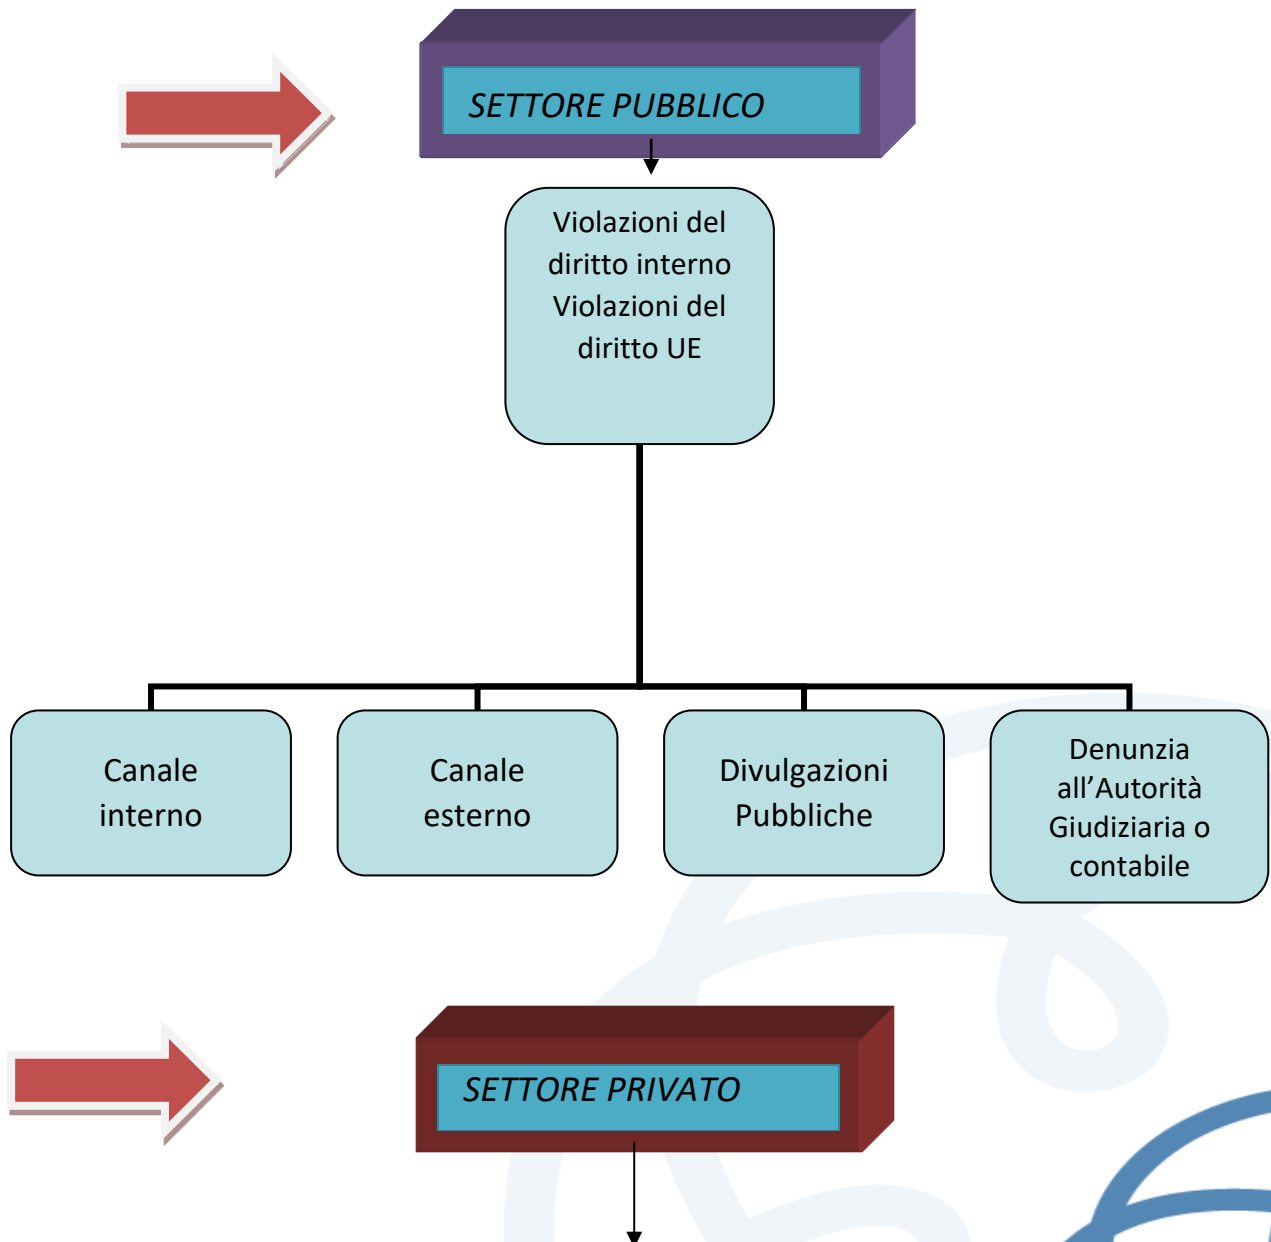 SETTORE PUBBLICO
Violazioni del
diritto interno
Violazioni del
diritto UE
Canale
interno
Canale
esterno
Divulgazioni
Pubbliche
Denunzia
all’Autorità
Giudiziaria o
contabile
SETTORE PRIVATO